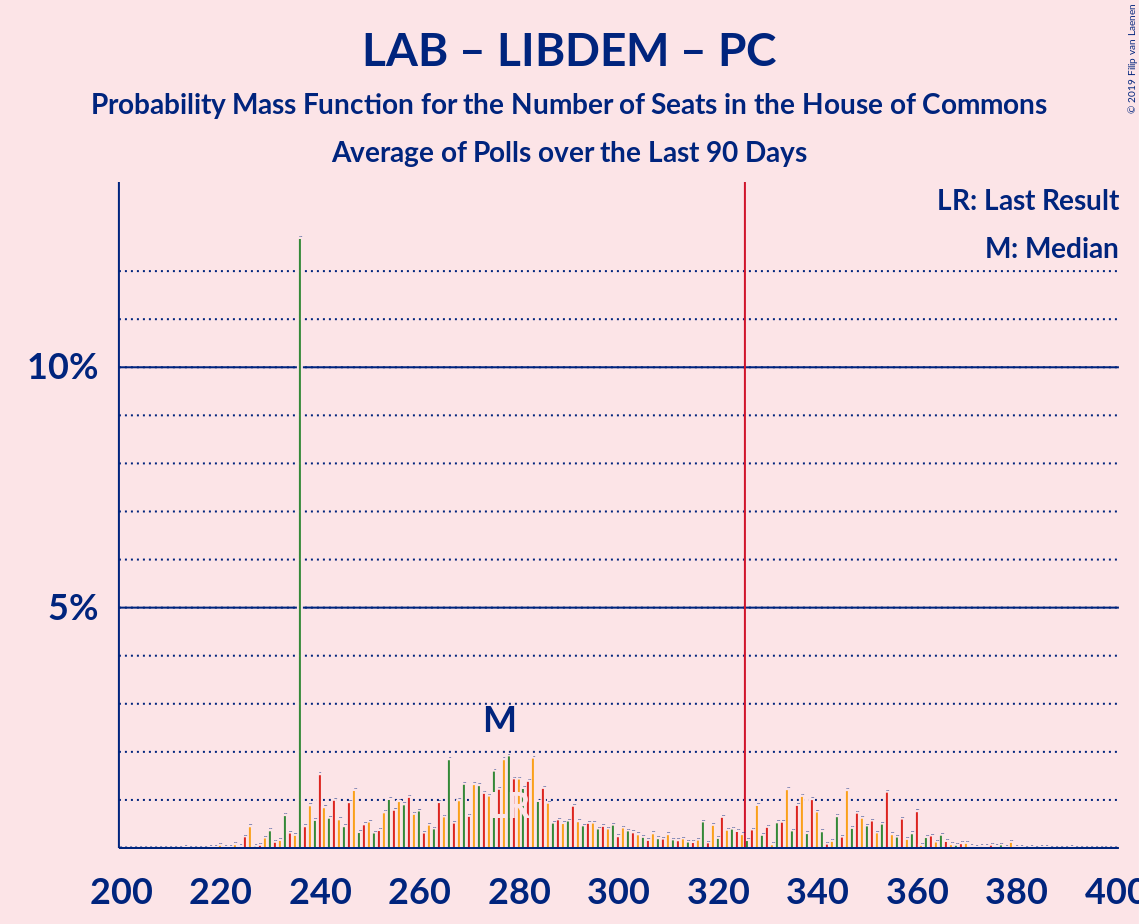 LAB – LIBDEM – PC
Probability Mass Function for the Number of Seats in the House of Commons
Average of Polls over the Last 90 Days
© 2019 Filip van Laenen
LR: Last Result
M: Median
10%
5%
M
LR
200 220 240 260 280 300 320 340 360 380 400